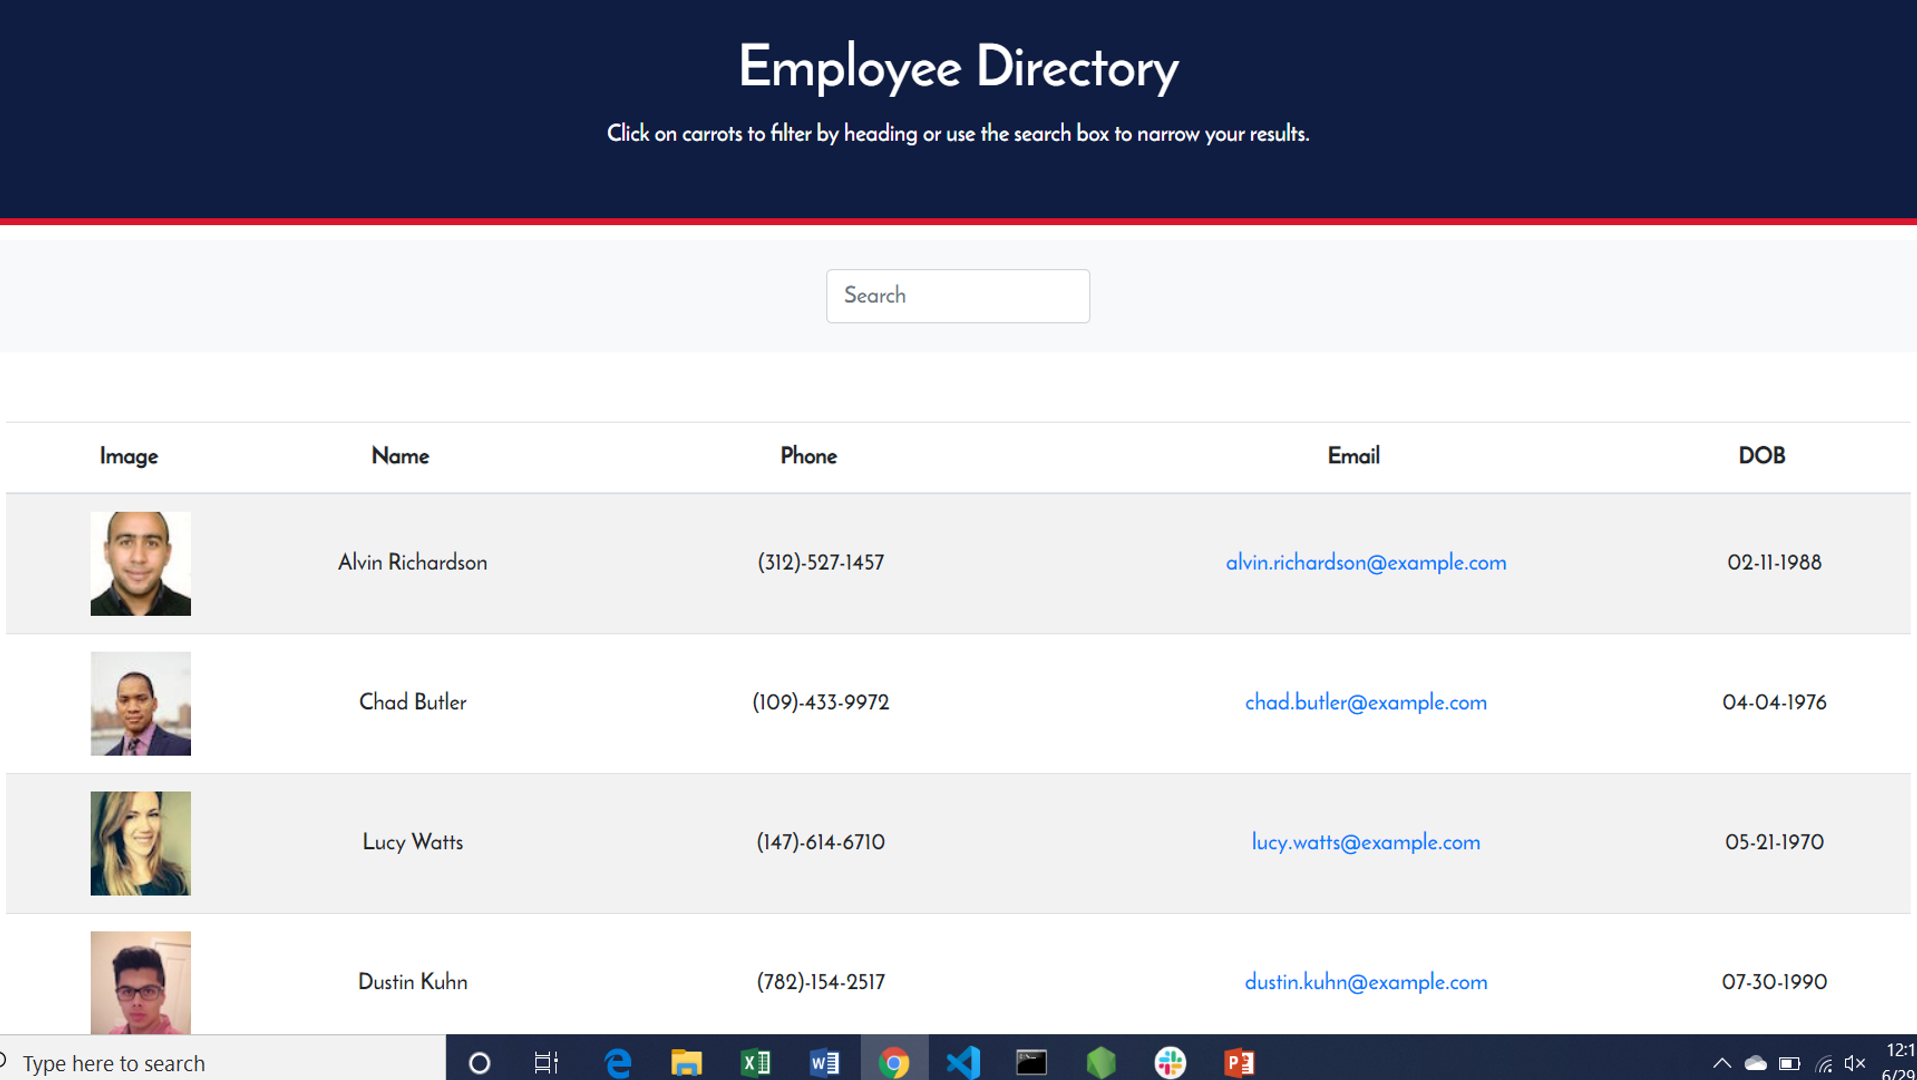 Employee Directory
Click on carrots to filter by heading or use the search box to narrow your results.
Search
Image Name Phone Email DOB
Alvin Richardson (312)-527-1457 alvin.richardson@example.com 02-11-1988
Chad Butler (109)-433-9972 chad.butler@example.com 04-04-1976
Lucy Watts (147)-614-6710 lucy.watts@example.com 05-21-1970
Dustin Kuhn (782)-154-2517 dustin.kuhn@example.com 07-30-1990
Type here to search
12:1
6/29